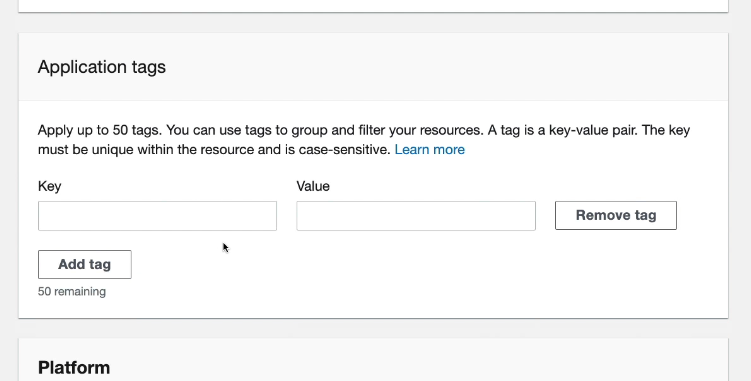 Application tags
Apply up to 50 tags. You can use tags to group and filter your resources. A tag is a key-value pair. The key
must be unique within the resource and is case-sensitive. Learn more
Key
Value
Remove tag
Add tag
50 remaining
Platform